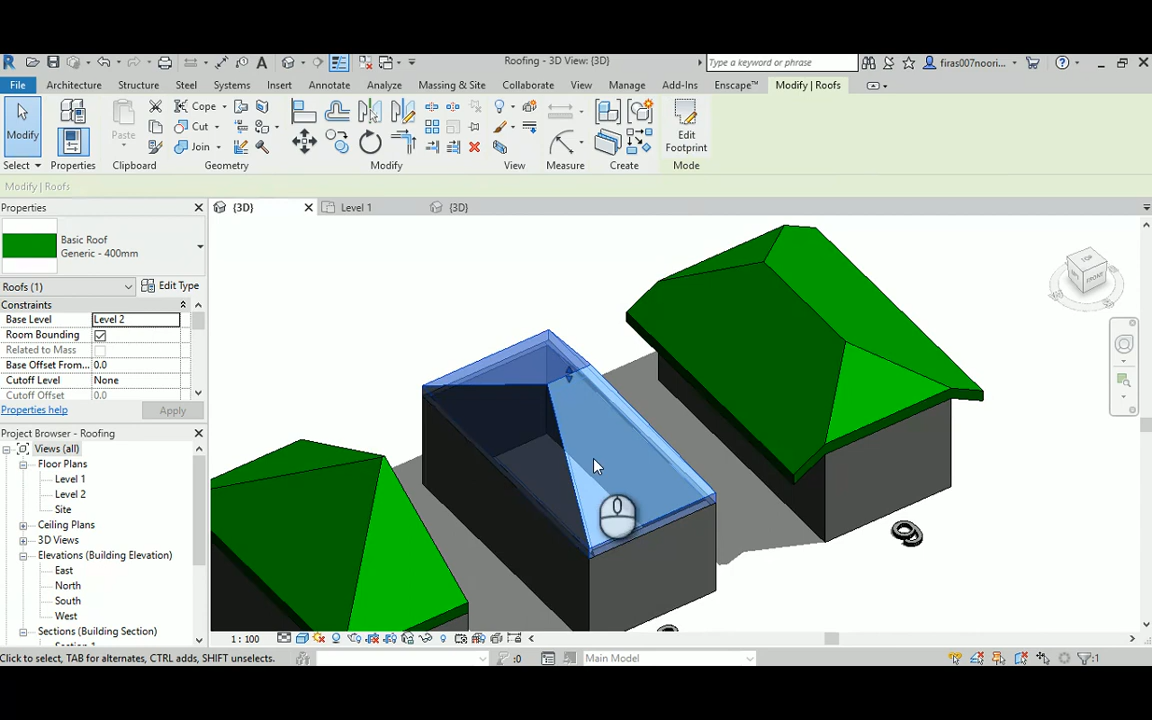 Roofing - 3D View: {3D}
Type a keyword or phrase
firas007noori...
File Architecture Structure Steel Systems Insert Annotate Analyze Massing & Site Collaborate View Manage Add-Ins Enscape™ Modify | Roofs
Modify
Paste
Cope
Cut
Join
Edit
Footprint
Select Properties Clipboard Geometry Modify View Measure Create Mode
Modify | Roofs
Properties
{3D} Level 1 {3D}
Basic Roof
Generic - 400mm
Roofs (1) Edit Type
Constraints
Base Level Level 2
Room Bounding
Related to Mass
Base Offset From... 0.0
Cutoff Level None
Cutoff Offset 0.0
Properties help Apply
Project Browser - Roofing
Views (all)
Floor Plans
Level 1
Level 2
Site
Ceiling Plans
3D Views
Elevations (Building Elevation)
East
North
South
West
Sections (Building Section)
TOP
FRONT
9
1 : 100
Click to select, TAB for alternates, CTRL adds, SHIFT unselects.
:0
Main Model
:1